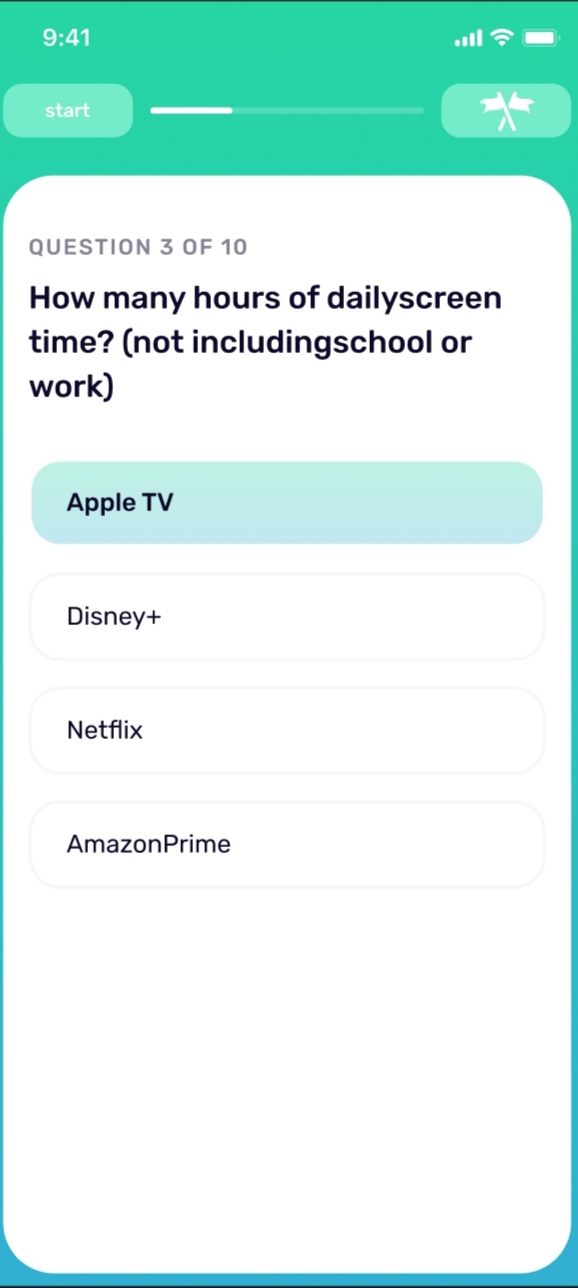 9:41
start
QUESTION 3 OF 10
How many hours of dailyscreen
time? (not includingschool or
work)
Apple TV
Disney+
Netflix
AmazonPrime